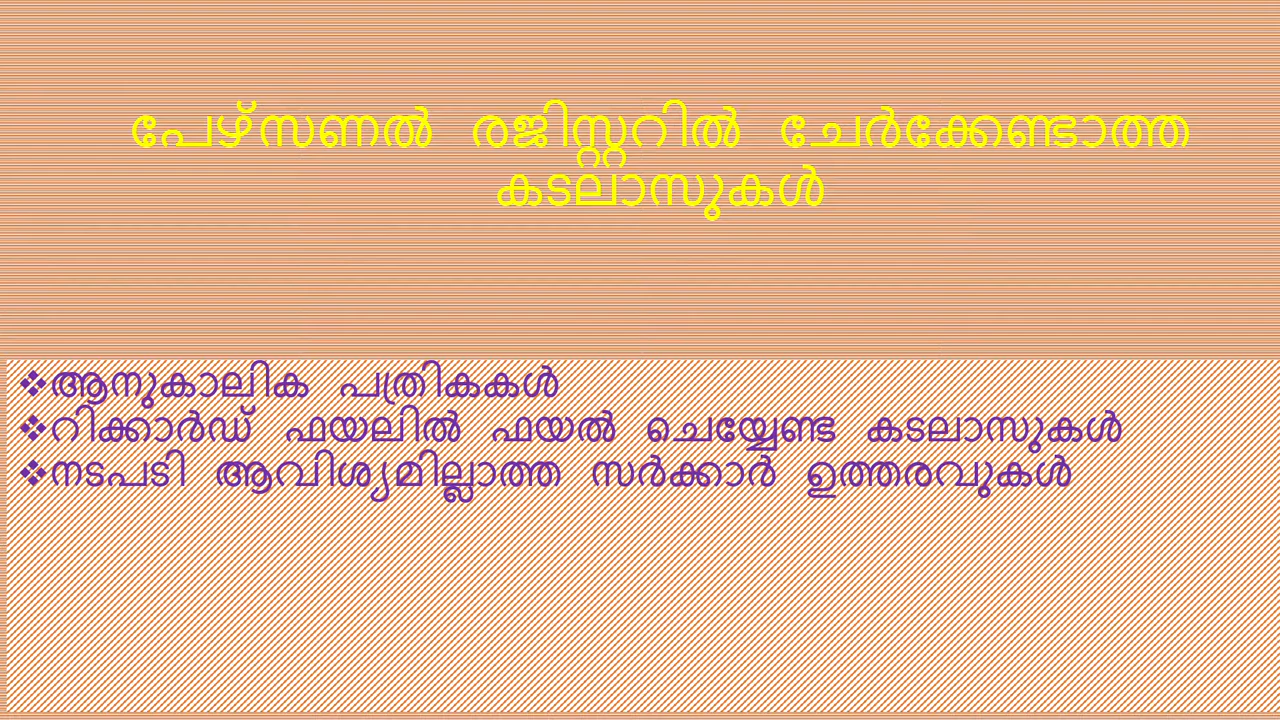 പേഴ്സണൽ രജിസ്റ്ററിൽ ചേർക്കേണ്ടാത്ത
കടലാസുകൾ
❖ആനുകാലിക പത്രികകൾ
❖റിക്കാർഡ് ഫയലിൽ ഫയൽ ചെയ്യേണ്ട കടലാസുകൾ
❖നടപടി ആവിശ്യമില്ലാത്ത സർക്കാർ ഉത്തരവുകൾ